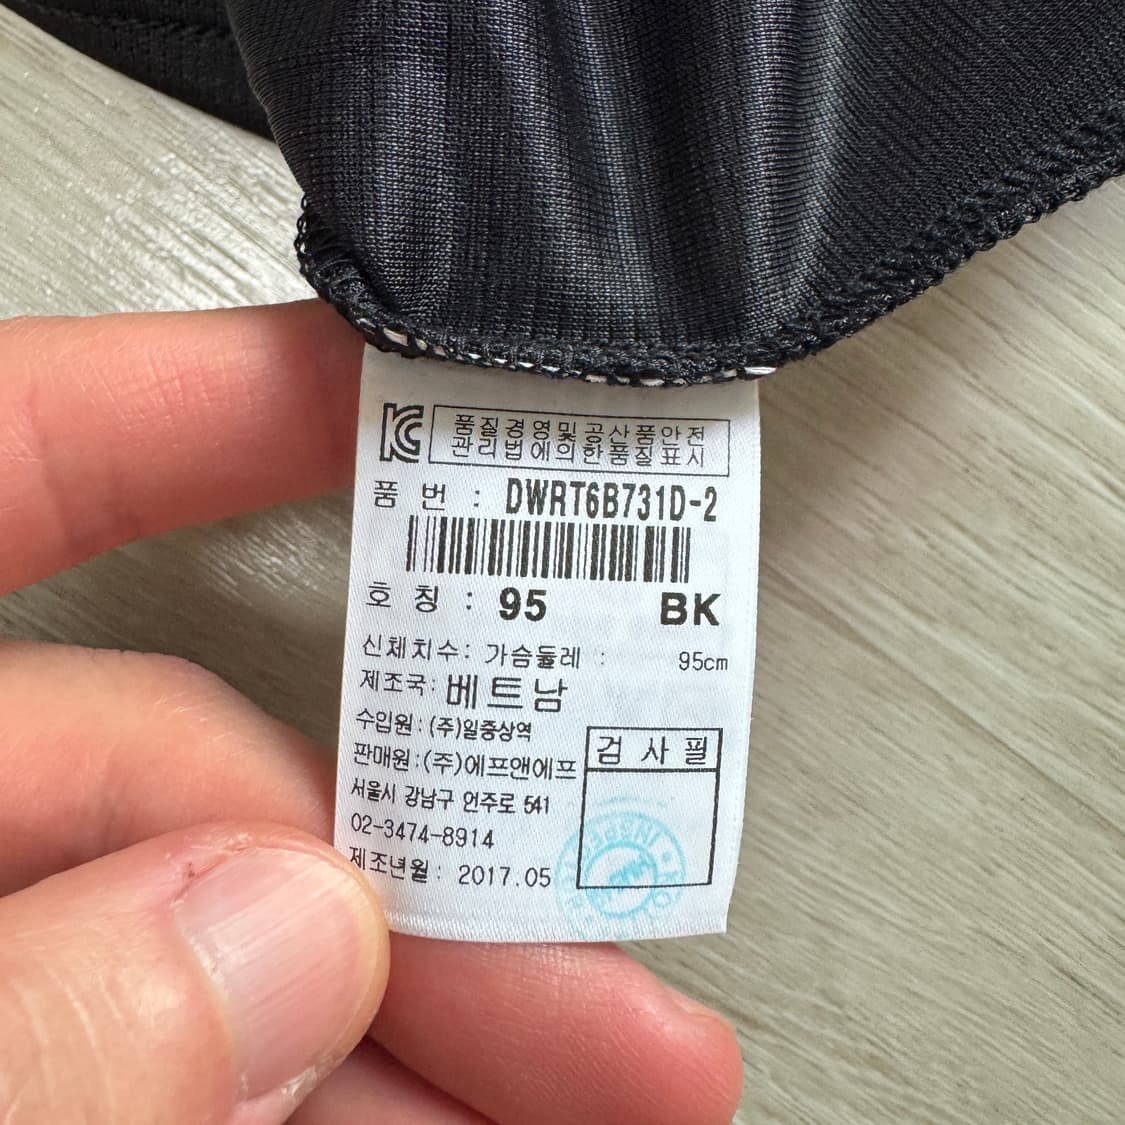 KC
품질경영및공산품안전
관리법에의한품질표시
품 번 : DWRT6B731D-2
호 칭 : 95 BK
신체치수: 가슴둘레 : 95cm
제조국: 베트남
수입원: (주)일중상역
판매원:(주)에프앤에프
서울시 강남구 언주로 541
02-3474-8914
제조년월: 2017.05
검 사 필